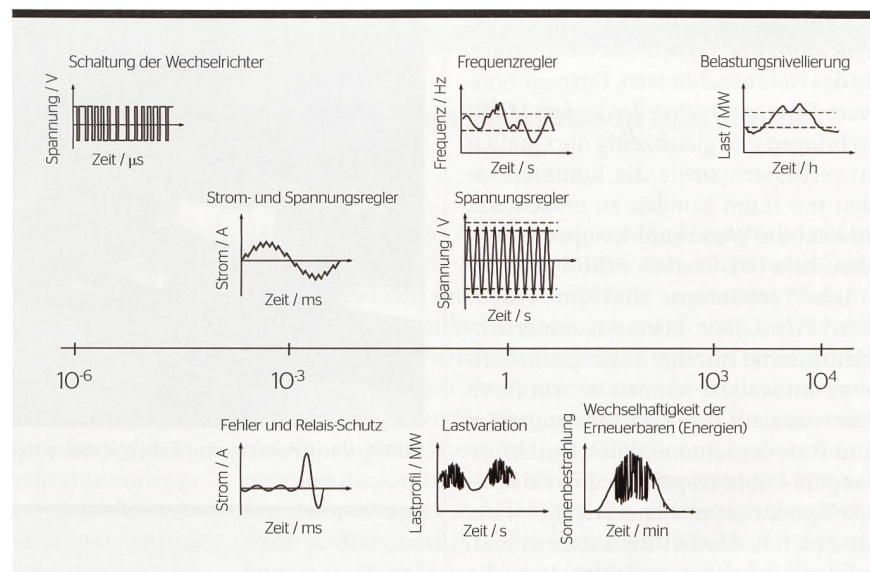 Schaltung der Wechselrichter
Spannung / V
Zeit / µs
Frequenzregler
Frequenz / Hz
Zeit / s
Belastungsnivellierung
Last / MW
Zeit / h
Strom- und Spannungsregler
Strom / A
Zeit / ms
Spannungsregler
Spannung / V
Zeit / s
10⁻⁶
10⁻³
1
10³
10⁴
Fehler und Relais-Schutz
Strom / A
Zeit / ms
Lastvariation
Lastprofil / MW
Zeit / s
Wechselhaftigkeit der
Erneuerbaren (Energien)
Sonnenbestrahlung
Zeit / min